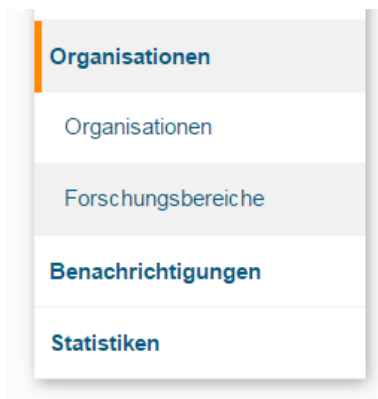 Organisationen
Organisationen
Forschungsbereiche
Benachrichtigungen
Statistiken